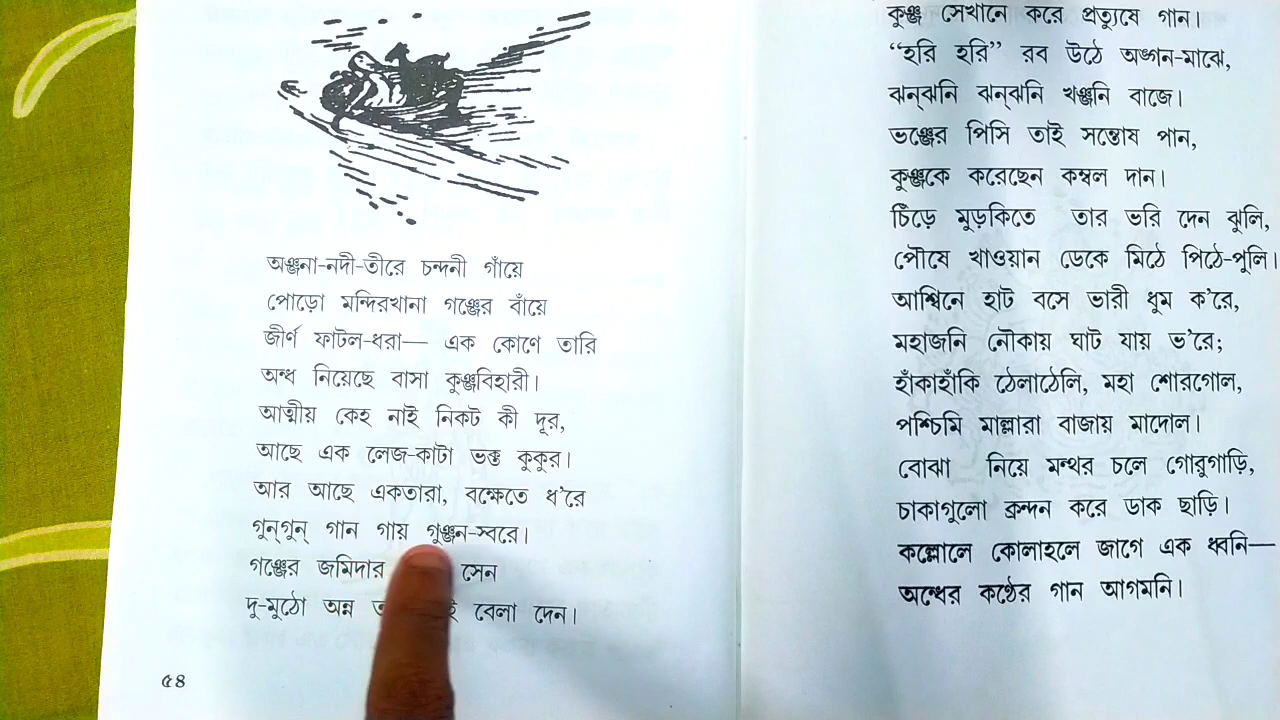 অঞ্জনা-নদী-তীরে চন্দনী গাঁয়ে
পোড়ো মন্দিরখানা গঞ্জের বাঁয়ে
জীর্ণ ফাটল-ধরা— এক কোণে তারি
অন্ধ নিয়েছে বাসা কুঞ্জবিহারী।
আত্মীয় কেহ নাই নিকট কী দূর,
আছে এক লেজ-কাটা ভক্ত কুকুর।
আর আছে একতারা, বক্ষেতে ধ'রে
গুন্‌গুন্‌ গান গায় গুঞ্জন-স্বরে।
গঞ্জের জমিদার সেন
দু-মুঠো অন্ন বেলা দেন।
৫৪
কুঞ্জ সেখানে করে প্রত্যুষে গান।
“হরি হরি” রব উঠে অঙ্গন-মাঝে,
ঝন্‌ঝনি ঝন্‌ঝনি খঞ্জনি বাজে।
ভঞ্জের পিসি তাই সন্তোষ পান,
কুঞ্জকে করেছেন কম্বল দান।
চিঁড়ে মুড়কিতে তার ভরি দেন ঝুলি,
পৌষে খাওয়ান ডেকে মিঠে পিঠে-পুলি।
আশ্বিনে হাট বসে ভারী ধুম ক'রে,
মহাজনি নৌকায় ঘাট যায় ভ'রে;
হাঁকাহাঁকি ঠেলাঠেলি, মহা শোরগোল,
পশ্চিমি মাল্লারা বাজায় মাদোল।
বোঝা নিয়ে মন্থর চলে গোরুগাড়ি,
চাকাগুলো ক্রন্দন করে ডাক ছাড়ি।
কল্লোলে কোলাহলে জাগে এক ধ্বনি—
অন্ধের কণ্ঠের গান আগমনি।